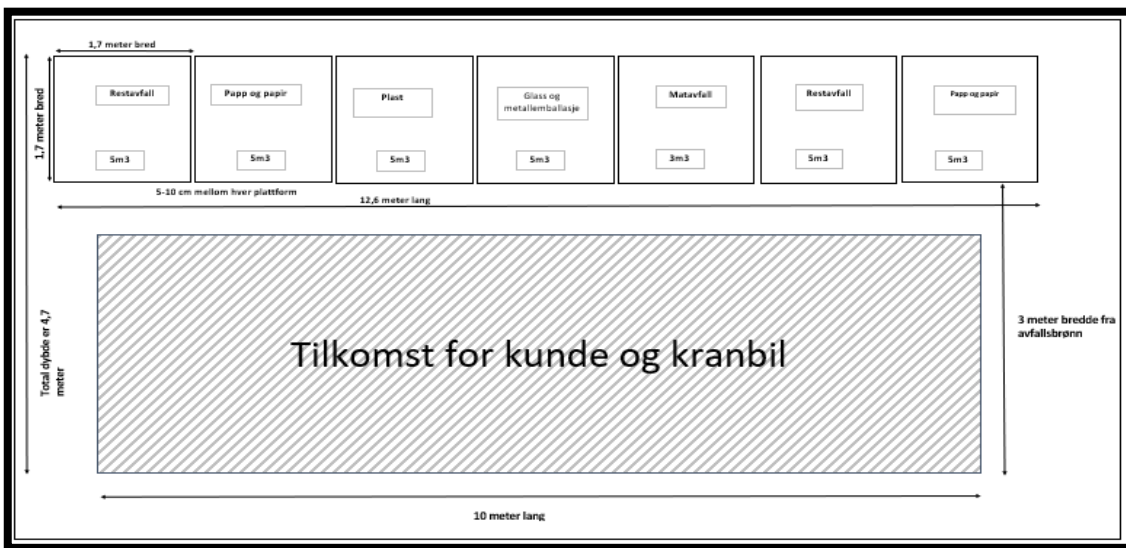 1,7 meter bred
1,7 meter bred
Restavfall
Papp og papir
Plast
Glass og
metallemballasje
Matavfall
Restavfall
Papp og papir
5m3
5m3
5m3
5m3
3m3
5m3
5m3
5-10 cm mellom hver plattform
12,6 meter lang
Total dybde er 4,7
meter
Tilkomst for kunde og kranbil
3 meter bredde fra
avfallsbrønn
10 meter lang